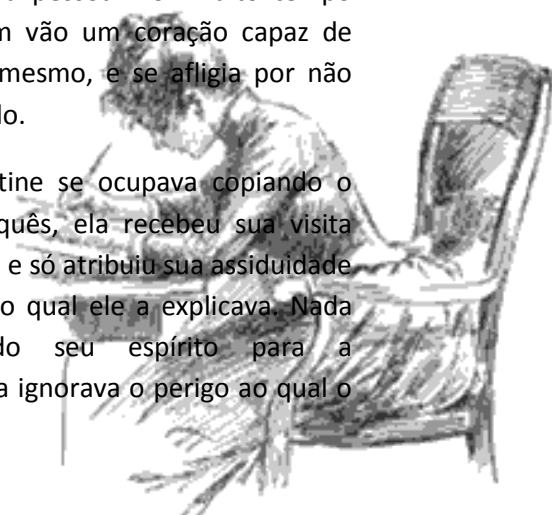 m vão um coração capaz de
mesmo, e se afligia por não
do.
tine se ocupava copiando o
quês, ela recebeu sua visita
e só atribuiu sua assiduidade
o qual ele a explicava. Nada
do seu espírito para a
a ignorava o perigo ao qual o